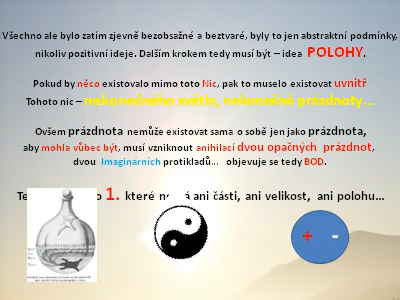 Všechno ale bylo zatím zjevně bezobsažné a beztvaré, byly to jen abstraktní podmínky,
nikoliv pozitivní ideje. Dalším krokem tedy musí být – idea POLOHY.
Pokud by něco existovalo mimo toto Nic, pak to muselo existovat uvnitř
Tohoto nic – nekonečného světla, nekonečné prázdnoty...
Ovšem prázdnota nemůže existovat sama o sobě jen jako prázdnota,
aby mohla vůbec být, musí vzniknout anihilací dvou opačných prázdnot,
dvou Imaginárních protikladů... objevuje se tedy BOD.
1. které ani části, ani velikost, ani polohu...
+ -